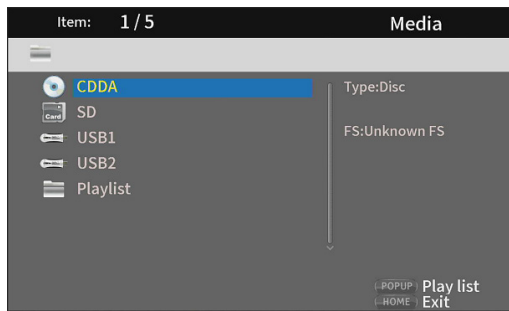 Item: 1/5 Media
CDDA
Type:Disc
Card SD
FS:Unknown FS
USB1
USB2
Playlist
POPUP Play list
HOME Exit